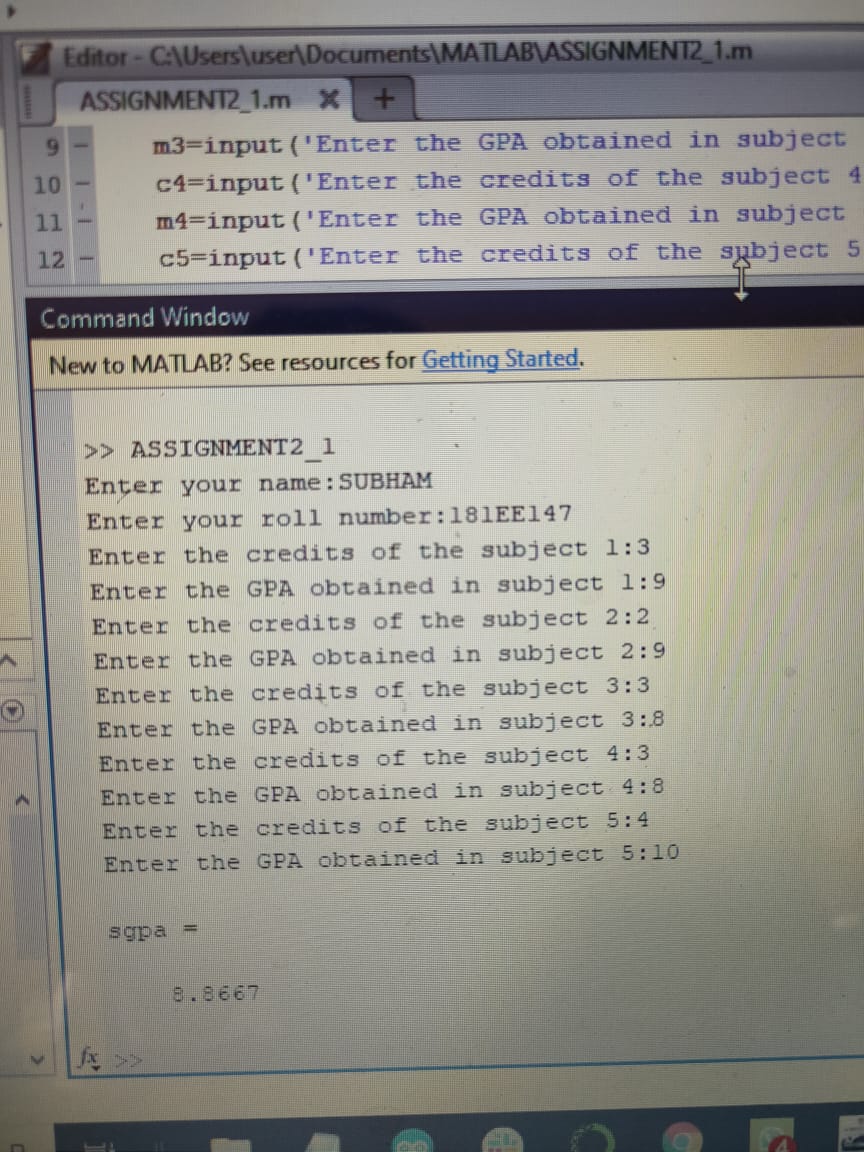 Editor - C:\Users\user\Documents\MATLAB\ASSIGNMENT2_1.m
ASSIGNMENT2_1.m × +
9 - m3=input('Enter the GPA obtained in subject
10 - c4=input('Enter the credits of the subject 4
11 - m4=input('Enter the GPA obtained in subject
12 - c5=input('Enter the credits of the subject 5
Command Window
New to MATLAB? See resources for Getting Started.
>> ASSIGNMENT2_1
Enter your name:SUBHAM
Enter your roll number:181EE147
Enter the credits of the subject 1:3
Enter the GPA obtained in subject 1:9
Enter the credits of the subject 2:2
Enter the GPA obtained in subject 2:9
Enter the credits of the subject 3:3
Enter the GPA obtained in subject 3:8
Enter the credits of the subject 4:3
Enter the GPA obtained in subject 4:8
Enter the credits of the subject 5:4
Enter the GPA obtained in subject 5:10
sgpa =
8.8667
fx >>
4